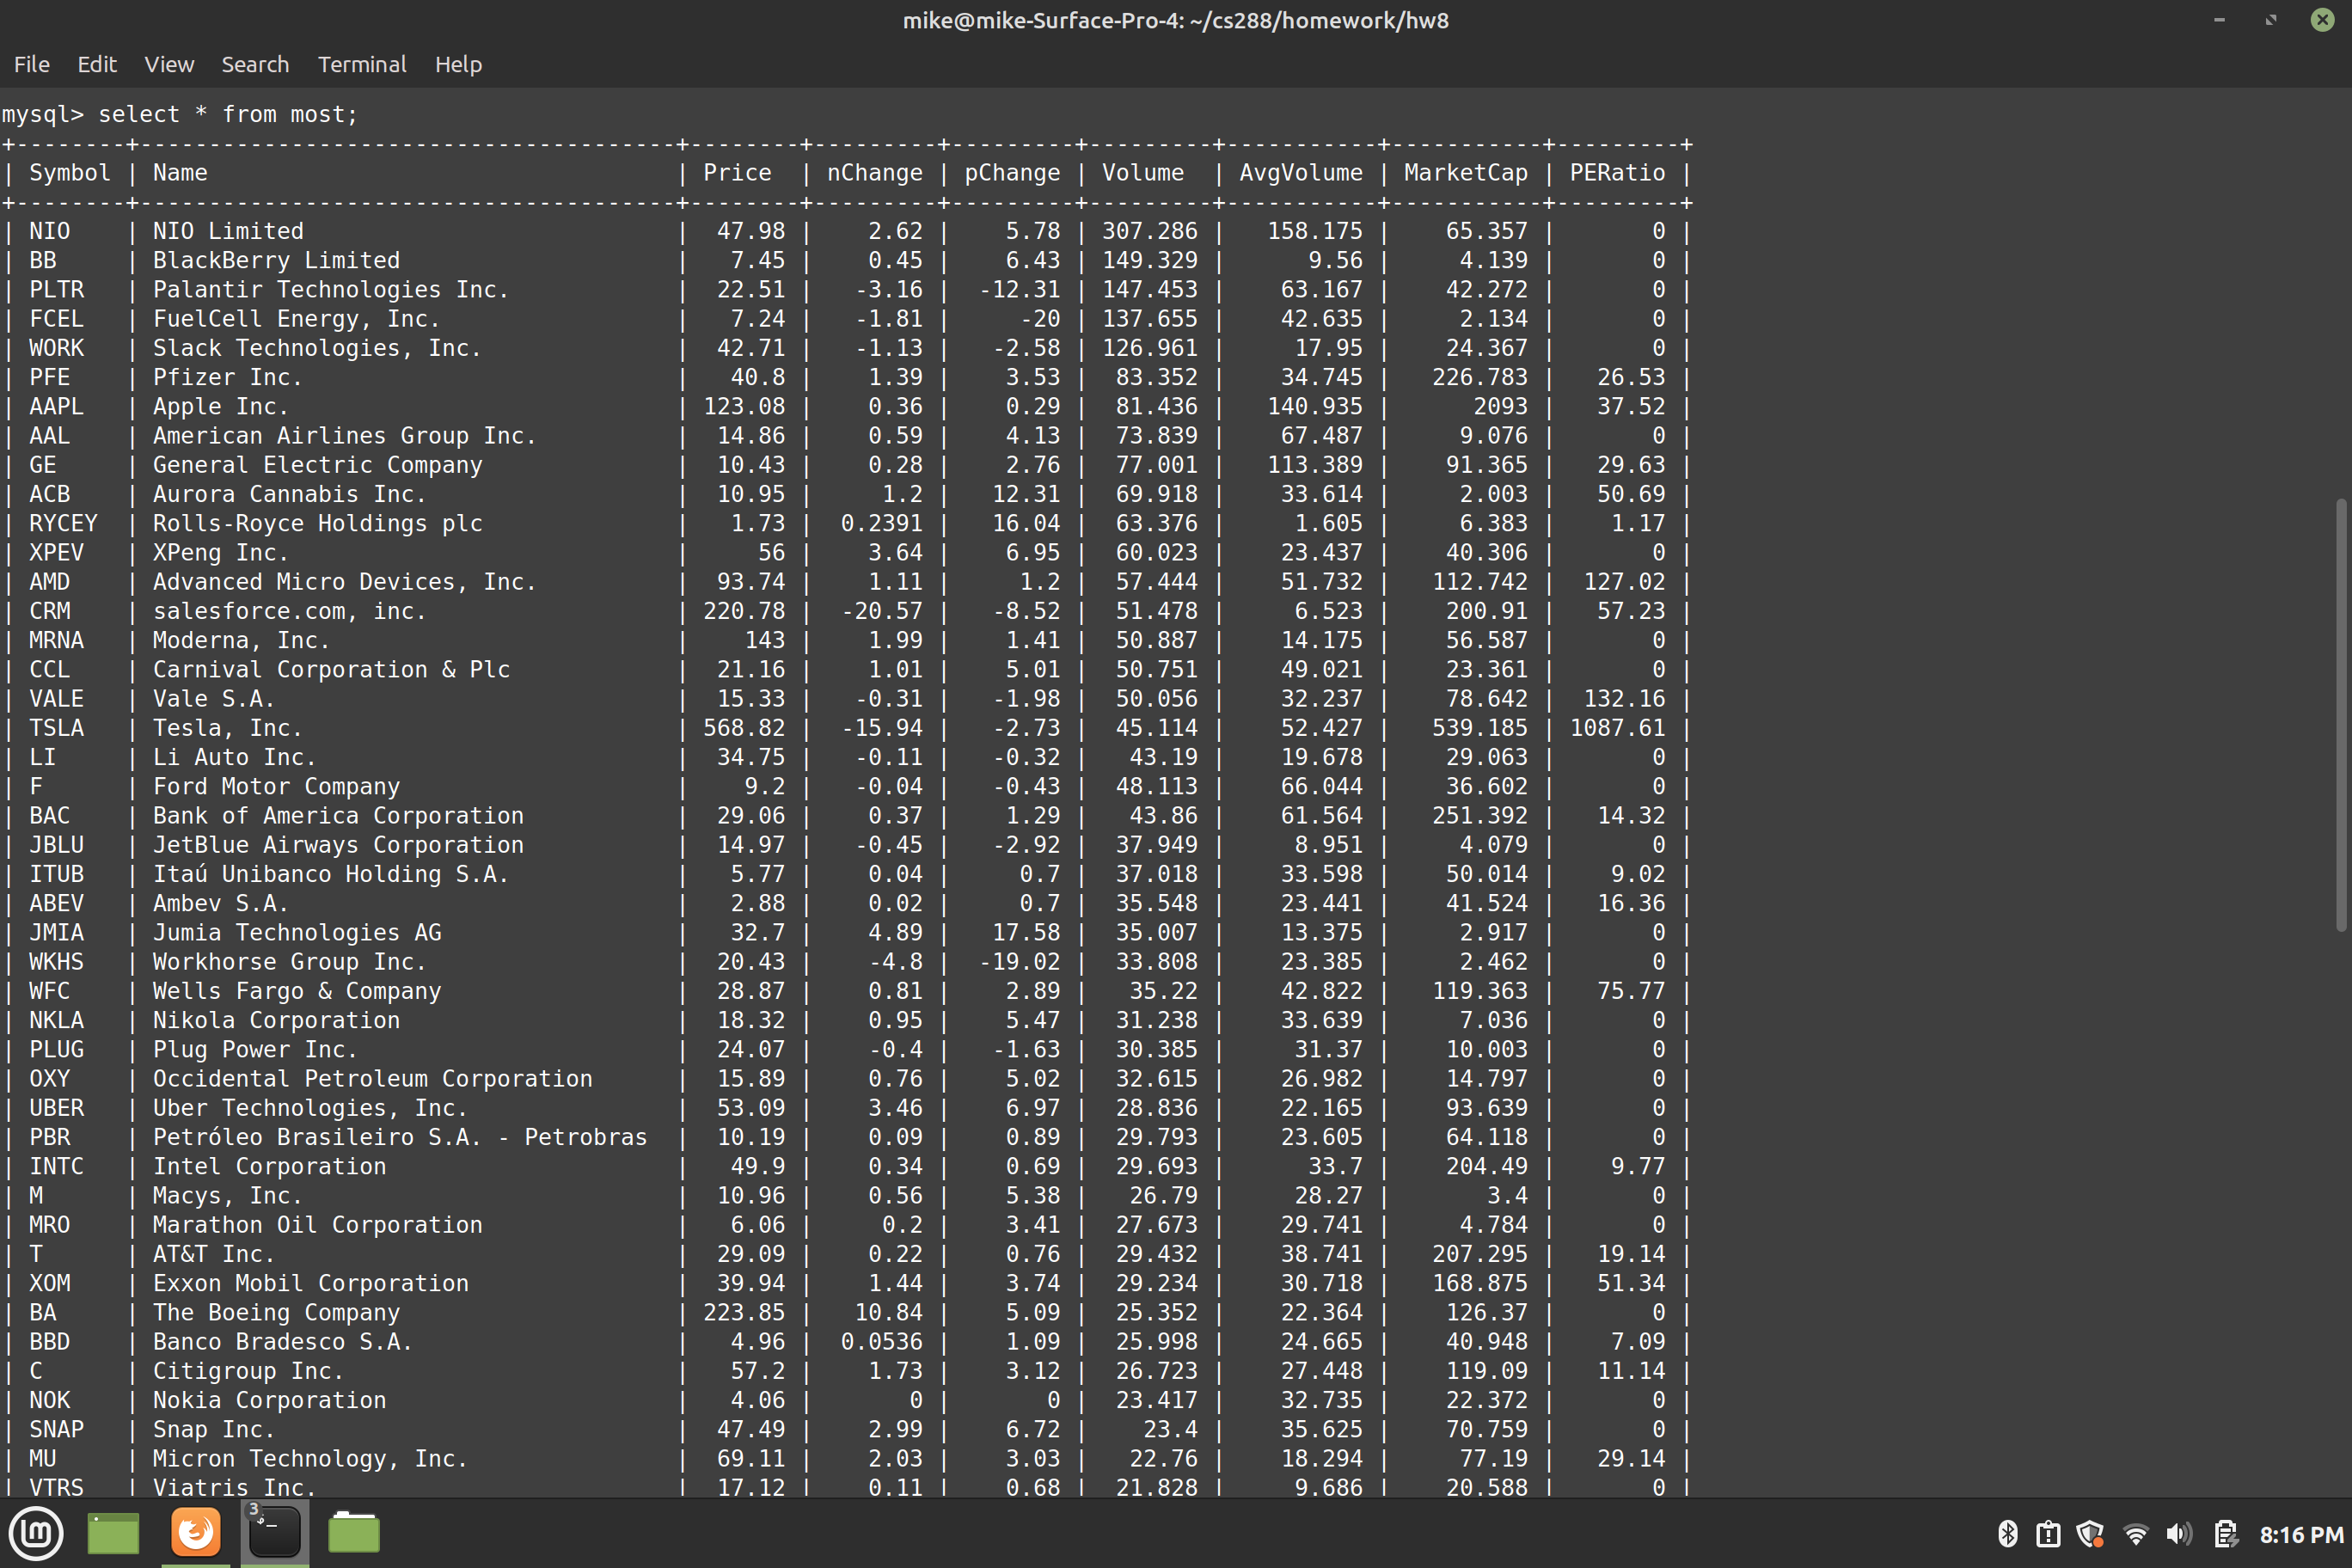 mike@mike-Surface-Pro-4: ~/cs288/homework/hw8
File Edit View Search Terminal Help
mysql> select * from most;
+--------+---------------------------------------+--------+---------+---------+---------+-----------+-----------+---------+
| Symbol | Name | Price | nChange | pChange | Volume | AvgVolume | MarketCap | PERatio |
+--------+---------------------------------------+--------+---------+---------+---------+-----------+-----------+---------+
| NIO | NIO Limited | 47.98 | 2.62 | 5.78 | 307.286 | 158.175 | 65.357 | 0 |
| BB | BlackBerry Limited | 7.45 | 0.45 | 6.43 | 149.329 | 9.56 | 4.139 | 0 |
| PLTR | Palantir Technologies Inc. | 22.51 | -3.16 | -12.31 | 147.453 | 63.167 | 42.272 | 0 |
| FCEL | FuelCell Energy, Inc. | 7.24 | -1.81 | -20 | 137.655 | 42.635 | 2.134 | 0 |
| WORK | Slack Technologies, Inc. | 42.71 | -1.13 | -2.58 | 126.961 | 17.95 | 24.367 | 0 |
| PFE | Pfizer Inc. | 40.8 | 1.39 | 3.53 | 83.352 | 34.745 | 226.783 | 26.53 |
| AAPL | Apple Inc. | 123.08 | 0.36 | 0.29 | 81.436 | 140.935 | 2093 | 37.52 |
| AAL | American Airlines Group Inc. | 14.86 | 0.59 | 4.13 | 73.839 | 67.487 | 9.076 | 0 |
| GE | General Electric Company | 10.43 | 0.28 | 2.76 | 77.001 | 113.389 | 91.365 | 29.63 |
| ACB | Aurora Cannabis Inc. | 10.95 | 1.2 | 12.31 | 69.918 | 33.614 | 2.003 | 50.69 |
| RYCEY | Rolls-Royce Holdings plc | 1.73 | 0.2391 | 16.04 | 63.376 | 1.605 | 6.383 | 1.17 |
| XPEV | XPeng Inc. | 56 | 3.64 | 6.95 | 60.023 | 23.437 | 40.306 | 0 |
| AMD | Advanced Micro Devices, Inc. | 93.74 | 1.11 | 1.2 | 57.444 | 51.732 | 112.742 | 127.02 |
| CRM | salesforce.com, inc. | 220.78 | -20.57 | -8.52 | 51.478 | 6.523 | 200.91 | 57.23 |
| MRNA | Moderna, Inc. | 143 | 1.99 | 1.41 | 50.887 | 14.175 | 56.587 | 0 |
| CCL | Carnival Corporation & Plc | 21.16 | 1.01 | 5.01 | 50.751 | 49.021 | 23.361 | 0 |
| VALE | Vale S.A. | 15.33 | -0.31 | -1.98 | 50.056 | 32.237 | 78.642 | 132.16 |
| TSLA | Tesla, Inc. | 568.82 | -15.94 | -2.73 | 45.114 | 52.427 | 539.185 | 1087.61 |
| LI | Li Auto Inc. | 34.75 | -0.11 | -0.32 | 43.19 | 19.678 | 29.063 | 0 |
| F | Ford Motor Company | 9.2 | -0.04 | -0.43 | 48.113 | 66.044 | 36.602 | 0 |
| BAC | Bank of America Corporation | 29.06 | 0.37 | 1.29 | 43.86 | 61.564 | 251.392 | 14.32 |
| JBLU | JetBlue Airways Corporation | 14.97 | -0.45 | -2.92 | 37.949 | 8.951 | 4.079 | 0 |
| ITUB | Itaú Unibanco Holding S.A. | 5.77 | 0.04 | 0.7 | 37.018 | 33.598 | 50.014 | 9.02 |
| ABEV | Ambev S.A. | 2.88 | 0.02 | 0.7 | 35.548 | 23.441 | 41.524 | 16.36 |
| JMIA | Jumia Technologies AG | 32.7 | 4.89 | 17.58 | 35.007 | 13.375 | 2.917 | 0 |
| WKHS | Workhorse Group Inc. | 20.43 | -4.8 | -19.02 | 33.808 | 23.385 | 2.462 | 0 |
| WFC | Wells Fargo & Company | 28.87 | 0.81 | 2.89 | 35.22 | 42.822 | 119.363 | 75.77 |
| NKLA | Nikola Corporation | 18.32 | 0.95 | 5.47 | 31.238 | 33.639 | 7.036 | 0 |
| PLUG | Plug Power Inc. | 24.07 | -0.4 | -1.63 | 30.385 | 31.37 | 10.003 | 0 |
| OXY | Occidental Petroleum Corporation | 15.89 | 0.76 | 5.02 | 32.615 | 26.982 | 14.797 | 0 |
| UBER | Uber Technologies, Inc. | 53.09 | 3.46 | 6.97 | 28.836 | 22.165 | 93.639 | 0 |
| PBR | Petróleo Brasileiro S.A. - Petrobras | 10.19 | 0.09 | 0.89 | 29.793 | 23.605 | 64.118 | 0 |
| INTC | Intel Corporation | 49.9 | 0.34 | 0.69 | 29.693 | 33.7 | 204.49 | 9.77 |
| M | Macys, Inc. | 10.96 | 0.56 | 5.38 | 26.79 | 28.27 | 3.4 | 0 |
| MRO | Marathon Oil Corporation | 6.06 | 0.2 | 3.41 | 27.673 | 29.741 | 4.784 | 0 |
| T | AT&T Inc. | 29.09 | 0.22 | 0.76 | 29.432 | 38.741 | 207.295 | 19.14 |
| XOM | Exxon Mobil Corporation | 39.94 | 1.44 | 3.74 | 29.234 | 30.718 | 168.875 | 51.34 |
| BA | The Boeing Company | 223.85 | 10.84 | 5.09 | 25.352 | 22.364 | 126.37 | 0 |
| BBD | Banco Bradesco S.A. | 4.96 | 0.0536 | 1.09 | 25.998 | 24.665 | 40.948 | 7.09 |
| C | Citigroup Inc. | 57.2 | 1.73 | 3.12 | 26.723 | 27.448 | 119.09 | 11.14 |
| NOK | Nokia Corporation | 4.06 | 0 | 0 | 23.417 | 32.735 | 22.372 | 0 |
| SNAP | Snap Inc. | 47.49 | 2.99 | 6.72 | 23.4 | 35.625 | 70.759 | 0 |
| MU | Micron Technology, Inc. | 69.11 | 2.03 | 3.03 | 22.76 | 18.294 | 77.19 | 29.14 |
| VTRS | Viatris Inc. | 17.12 | 0.11 | 0.68 | 21.828 | 9.686 | 20.588 | 0 |
3
$_
8:16 PM